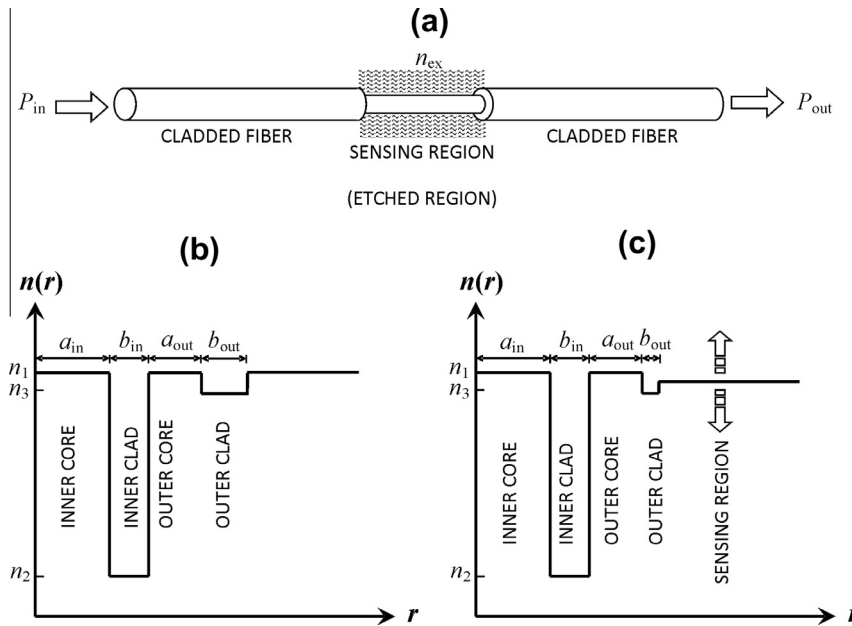 (a)
n_ex
P_in
P_out
CLADDED FIBER
CLADDED FIBER
SENSING REGION
(ETCHED REGION)
(b)
n(r)
a_in b_in a_out b_out
n_1
n_3
INNER CORE
INNER CLAD
OUTER CORE
OUTER CLAD
n_2
r
(c)
n(r)
a_in b_in a_out b_out
n_1
n_3
INNER CORE
INNER CLAD
OUTER CORE
OUTER CLAD
SENSING REGION
n_2
r